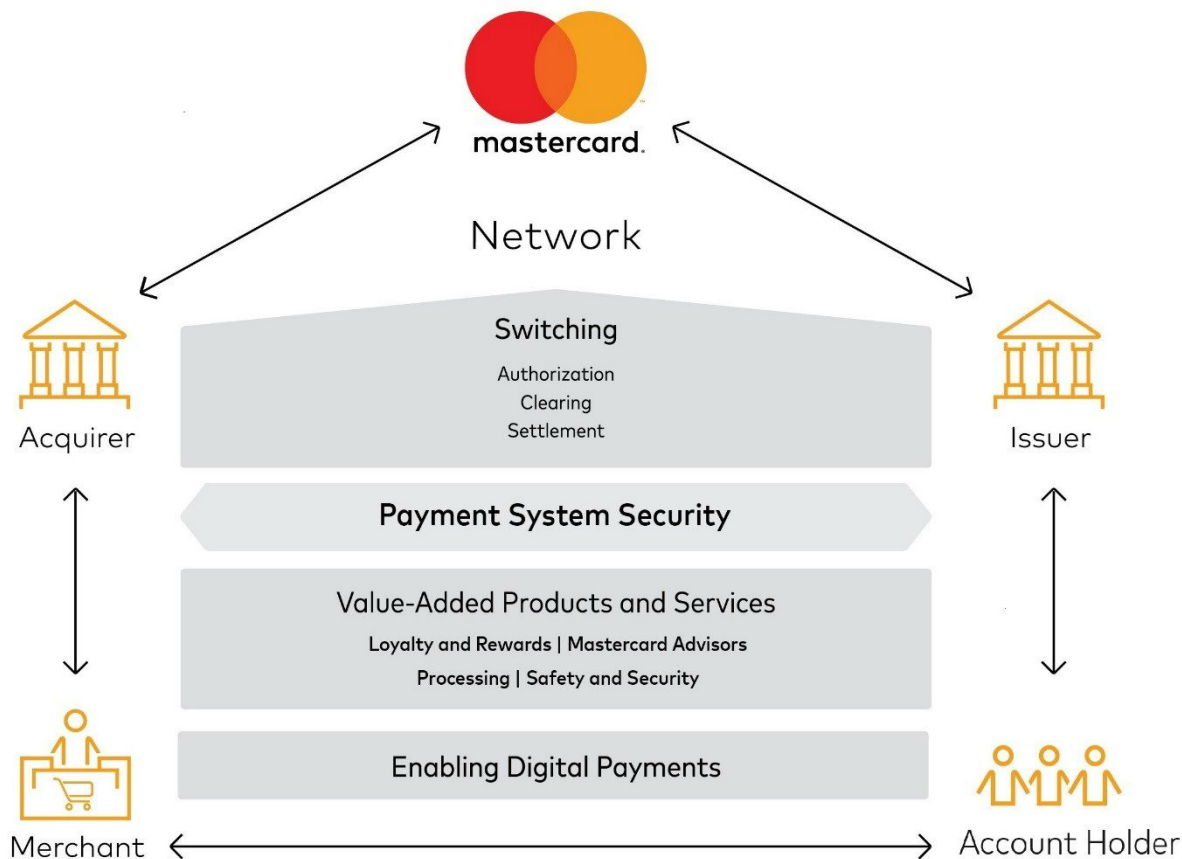 mastercard.
Network
Switching
Authorization
Clearing
Settlement
Acquirer
Issuer
Payment System Security
Value-Added Products and Services
Loyalty and Rewards | Mastercard Advisors
Processing | Safety and Security
Enabling Digital Payments
Merchant
Account Holder